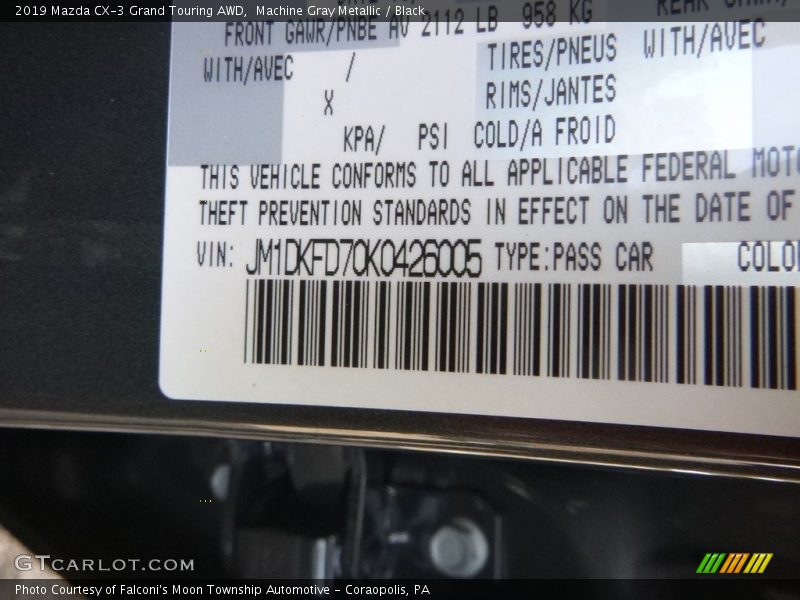 2019 Mazda CX-3 Grand Touring AWD, Machine Gray Metallic / Black
FRONT GAWR/PNBE AV 2112 LB 958 KG
WITH/AVEC / TIRES/PNEUS WITH/AVEC
X RIMS/JANTES
KPA/ PSI COLD/A FROID
THIS VEHICLE CONFORMS TO ALL APPLICABLE FEDERAL
THEFT PREVENTION STANDARDS IN EFFECT ON THE DATE OF
VIN: JM1DKFD70K0426005 TYPE:PASS CAR
GTCARLOT.COM
Photo Courtesy of Falconi's Moon Township Automotive - Coraopolis, PA